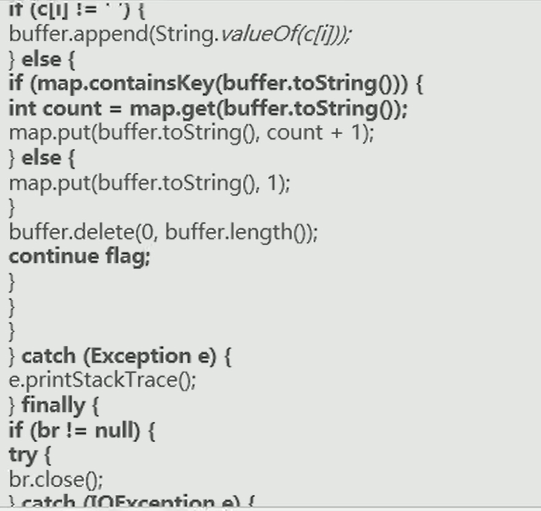 if (c[i] != ' ') {
buffer.append(String.valueOf(c[i]));
} else {
if (map.containsKey(buffer.toString())) {
int count = map.get(buffer.toString());
map.put(buffer.toString(), count + 1);
} else {
map.put(buffer.toString(), 1);
}
buffer.delete(0, buffer.length());
continue flag;
}
}
}
} catch (Exception e) {
e.printStackTrace();
} finally {
if (br != null) {
try {
br.close();
} catch (IOException e) {